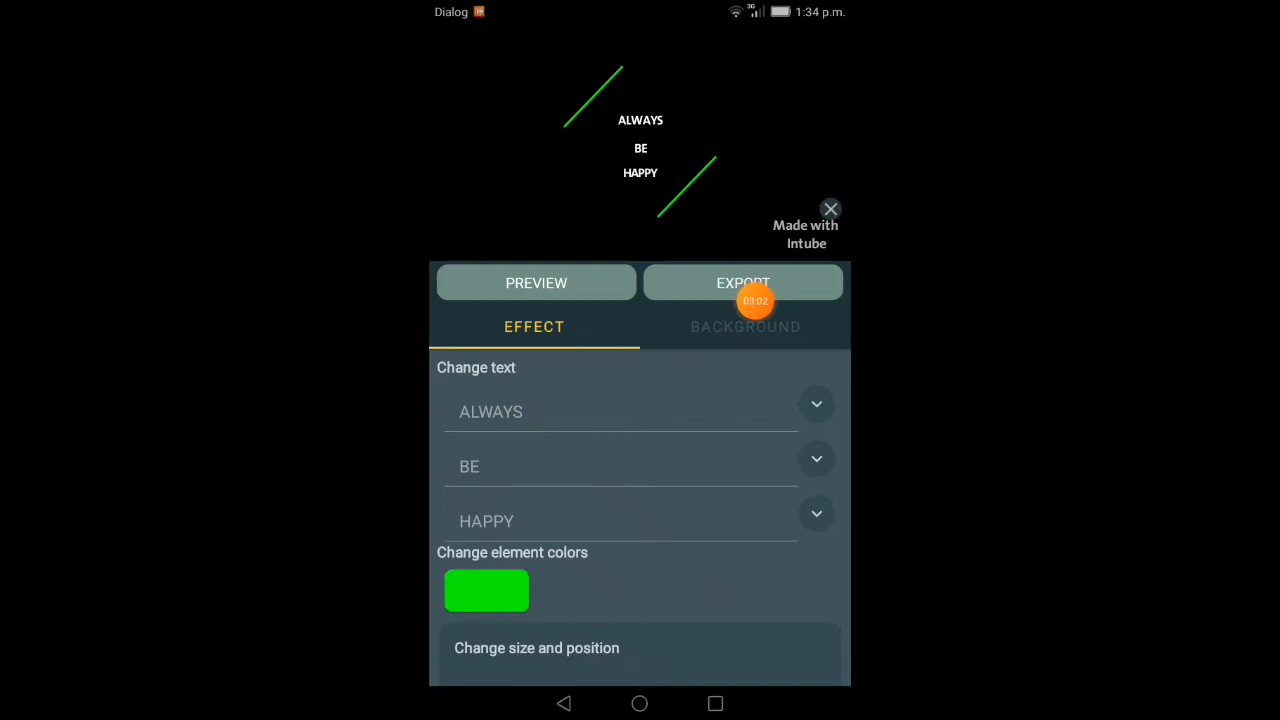 Dialog 3G 1:34 p.m.
ALWAYS
BE
HAPPY
Made with
Intube
PREVIEW EXPORT
03:02
EFFECT BACKGROUND
Change text
ALWAYS
BE
HAPPY
Change element colors
Change size and position